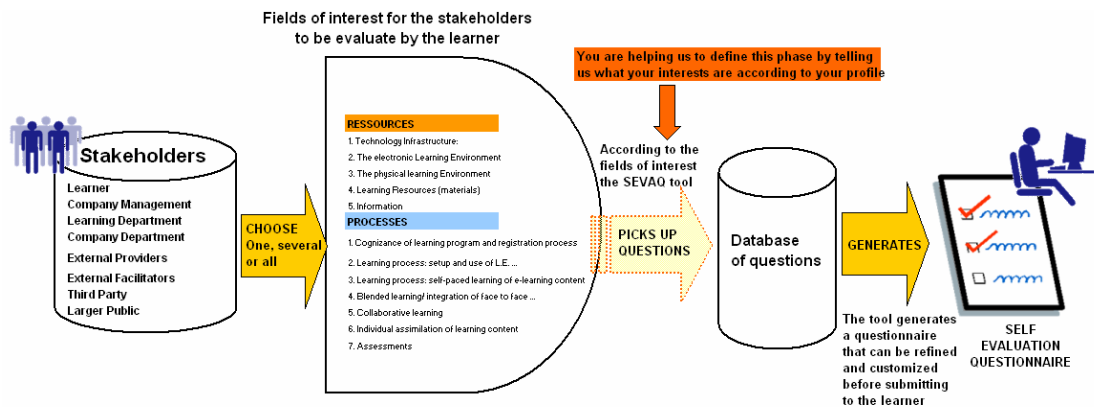 Fields of interest for the stakeholders
to be evaluate by the learner
You are helping us to define this phase by telling
us what your interests are according to your profile
Stakeholders
Learner
Company Management
Learning Department
Company Department
External Providers
External Facilitators
Third Party
Larger Public
CHOOSE
One, several
or all
RESSOURCES
1. Technology Infrastructure:
2. The electronic Learning Environment
3. The physical learning Environment
4. Learning Resources (materials)
5. Information
PROCESSES
1. Cognizance of learning program and registration process
2. Learning process: setup and use of L.E. ...
3. Learning process: self-paced learning of e-learning content
4. Blended learning/ integration of face to face ...
5. Collaborative learning
6. Individual assimilation of learning content
7. Assessments
According to the
fields of interest
the SEVAQ tool
PICKS UP
QUESTIONS
Database
of questions
GENERATES
The tool generates
a questionnaire
that can be refined
and customized
before submitting
to the learner
SELF
EVALUATION
QUESTIONNAIRE